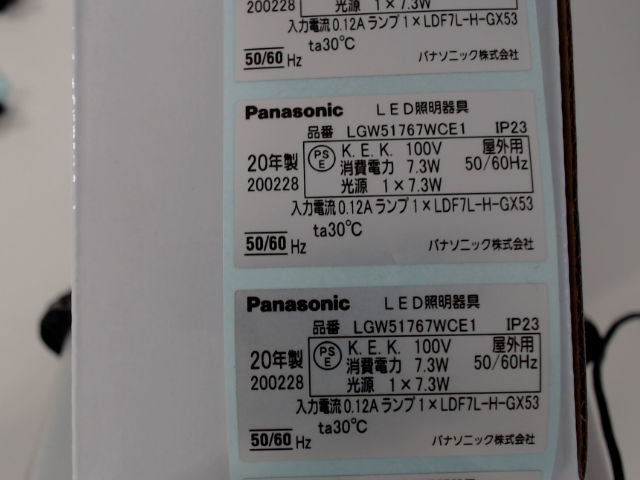 200228 光源 1×7.3W
入力電流0.12A ランプ1×LDF7L-H-GX53
ta30℃
50/60 Hz パナソニック株式会社
Panasonic LED照明器具
品番 LGW51767WCE1 IP23
20年製 PSE K.E.K. 100V 屋外用
消費電力 7.3W 50/60Hz
200228 光源 1×7.3W
入力電流0.12A ランプ1×LDF7L-H-GX53
ta30℃
50/60 Hz パナソニック株式会社
Panasonic LED照明器具
品番 LGW51767WCE1 IP23
20年製 PSE K.E.K. 100V 屋外用
消費電力 7.3W 50/60Hz
200228 光源 1×7.3W
入力電流0.12A ランプ1×LDF7L-H-GX53
ta30℃
50/60 Hz パナソニック株式会社